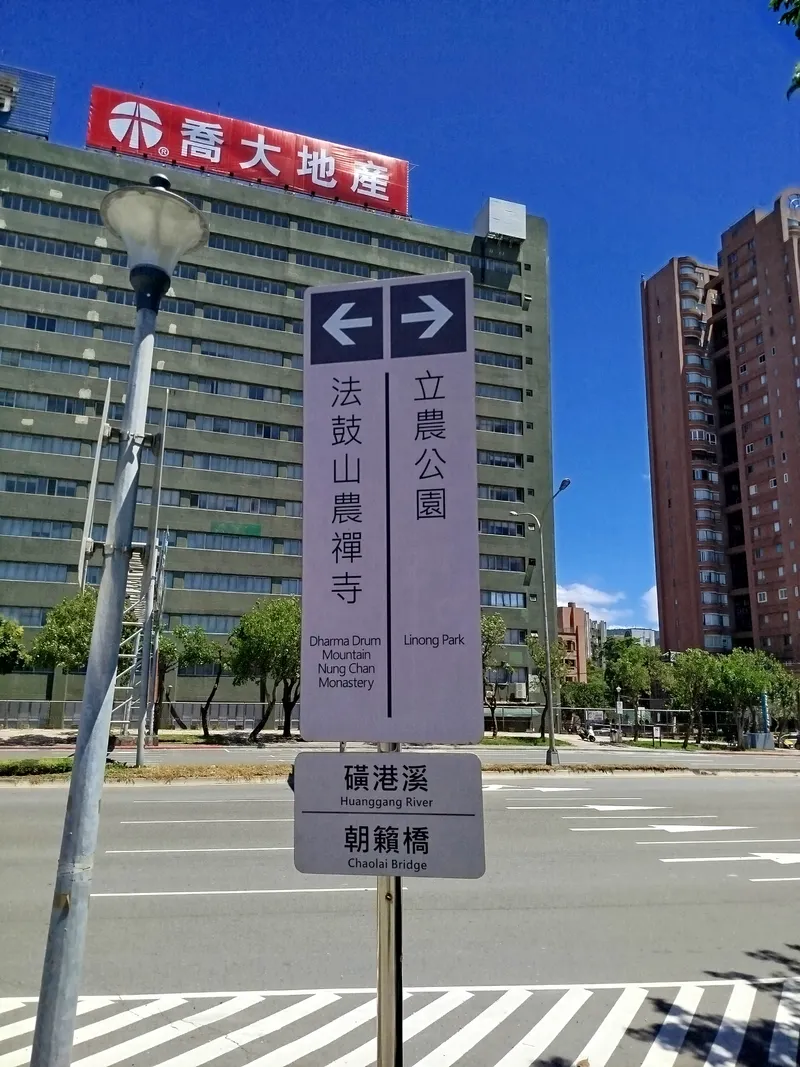 喬大地產
®
法鼓山農禪寺
Dharma Drum
Mountain
Nung Chan
Monastery
立農公園
Linong Park
磺港溪
Huanggang River
朝籟橋
Chaolai Bridge